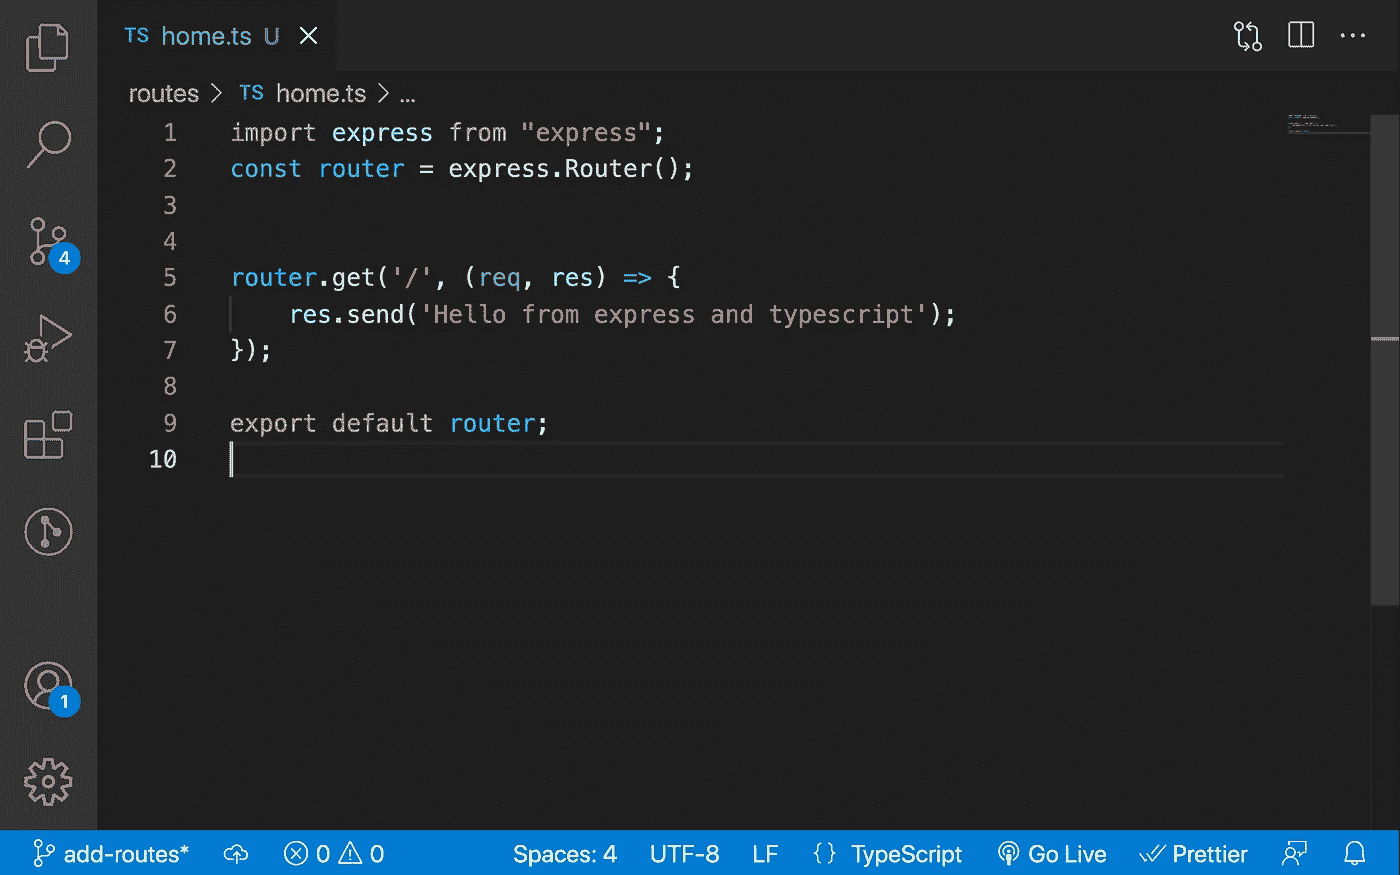 TS home.ts U
routes > TS home.ts > ...
1 import express from "express";
2 const router = express.Router();
3
4
5 router.get('/', (req, res) => {
6     res.send('Hello from express and typescript');
7 });
8
9 export default router;
10
4
1
add-routes* 0 0 Spaces: 4 UTF-8 LF {} TypeScript Go Live Prettier